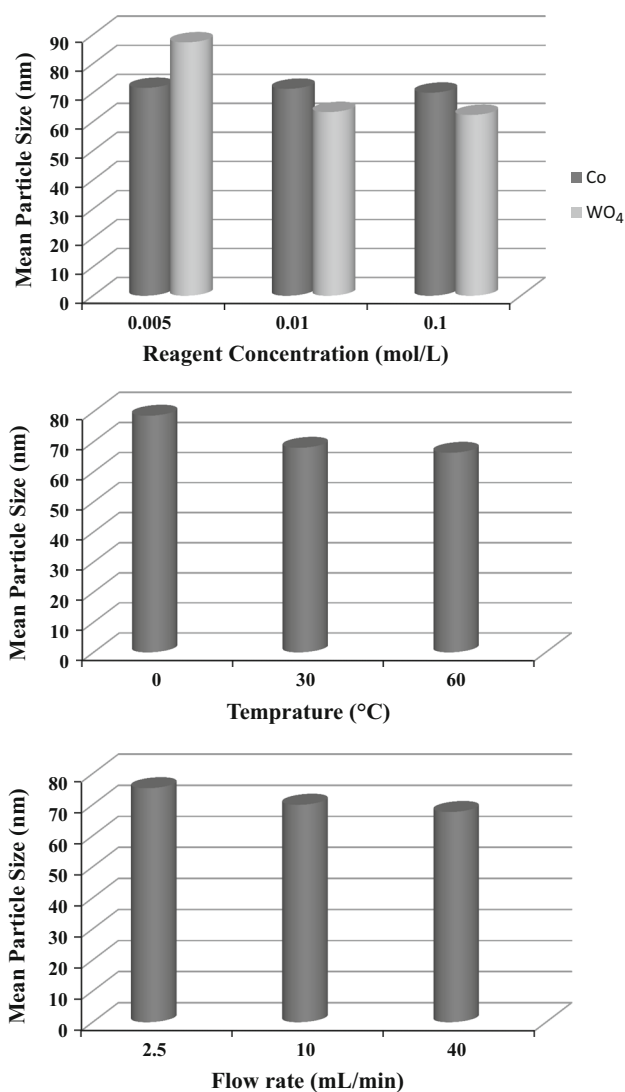 Mean Particle Size (nm)
90
80
70
60
50
40
30
20
10
0
0.005 0.01 0.1
Reagent Concentration (mol/L)
Co
WO4
Mean Particle Size (nm)
80
70
60
50
40
30
20
10
0
0 30 60
Temprature (°C)
Mean Particle Size (nm)
80
70
60
50
40
30
20
10
0
2.5 10 40
Flow rate (mL/min)